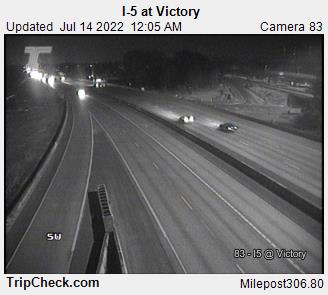 I-5 at Victory
Updated Jul 14 2022 12:05 AM Camera 83
SW
83 - I5 @ Victory
TripCheck.com Milepost306.80